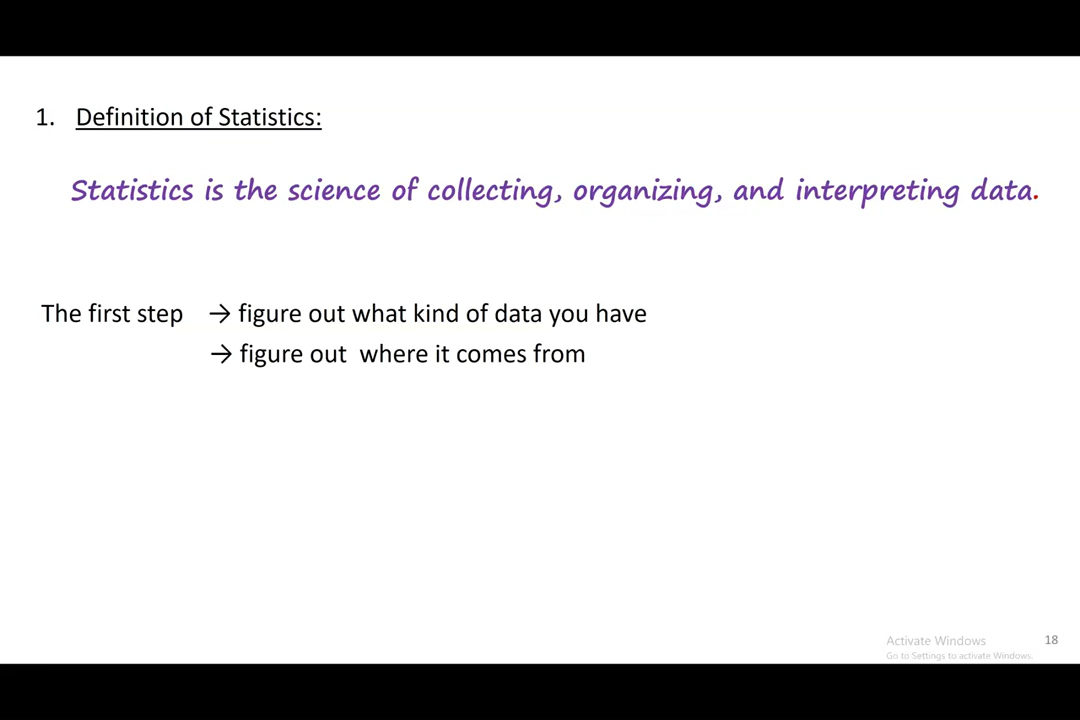 1. Definition of Statistics:
Statistics is the science of collecting, organizing, and interpreting data.
The first step → figure out what kind of data you have
→ figure out where it comes from
Activate Windows
18
Go to Settings to activate Windows.